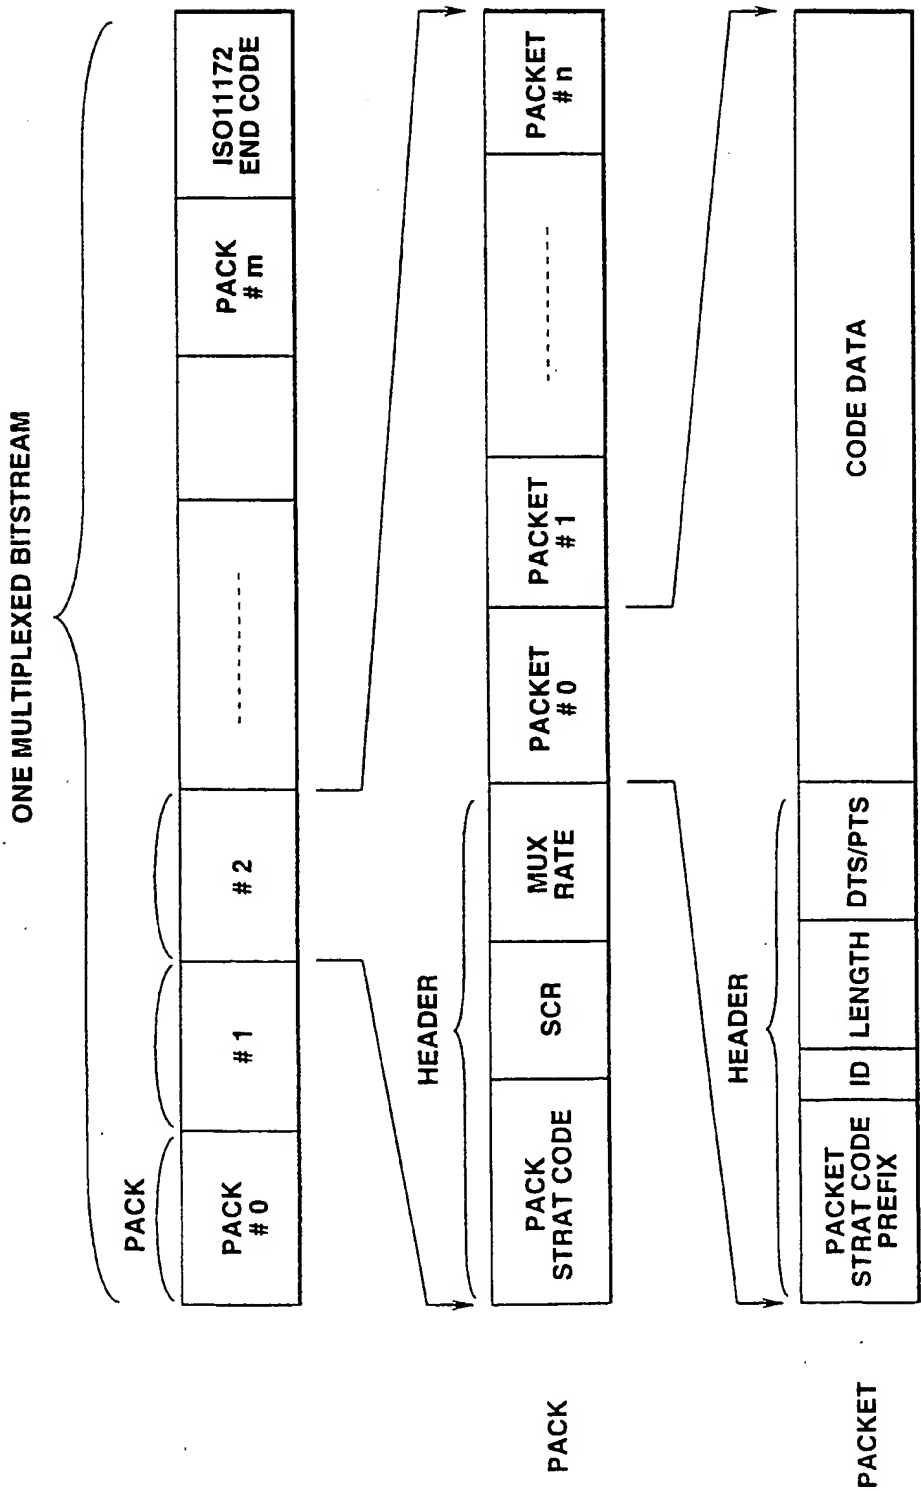 ONE MULTIPLEXED BITSTREAM
PACK
PACK
# 0
# 1
# 2
PACK
# m
ISO11172
END CODE
PACK
HEADER
PACK
STRAT CODE
SCR
MUX
RATE
PACKET
# 0
PACKET
# 1
PACKET
# n
PACKET
HEADER
PACKET
STRAT CODE
PREFIX
ID
LENGTH
DTS/PTS
CODE DATA